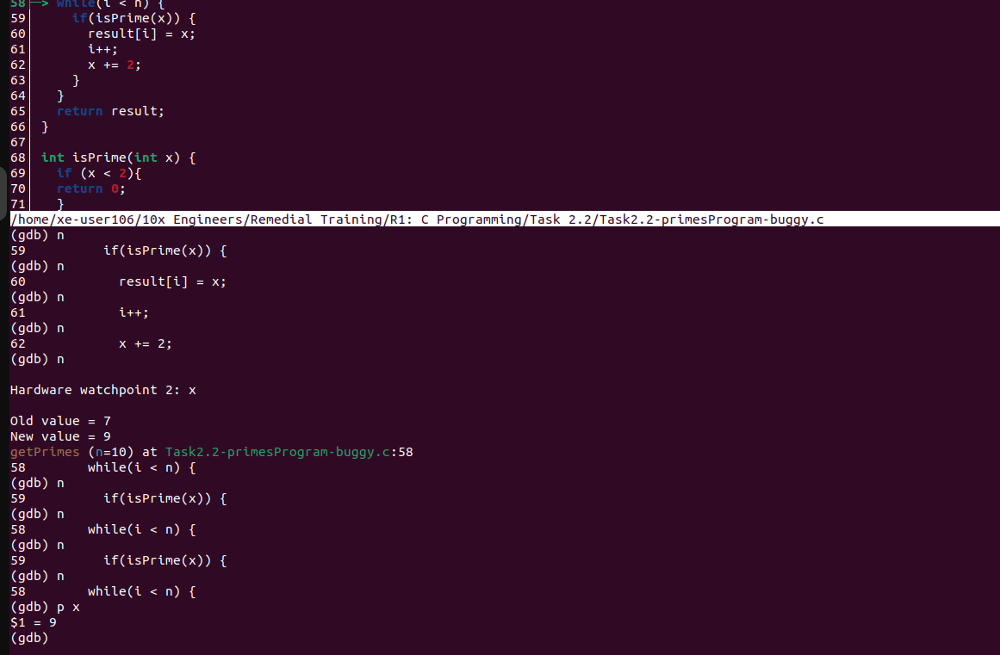 58 > while(i < n) {
59 if(isPrime(x)) {
60 result[i] = x;
61 i++;
62 x += 2;
63 }
64 }
65 return result;
66 }
67
68 int isPrime(int x) {
69 if (x < 2){
70 return 0;
71 }
/home/xe-user106/10x Engineers/Remedial Training/R1: C Programming/Task 2.2/Task2.2-primesProgram-buggy.c
(gdb) n
59 if(isPrime(x)) {
(gdb) n
60 result[i] = x;
(gdb) n
61 i++;
(gdb) n
62 x += 2;
(gdb) n
Hardware watchpoint 2: x
Old value = 7
New value = 9
getPrimes (n=10) at Task2.2-primesProgram-buggy.c:58
58 while(i < n) {
(gdb) n
59 if(isPrime(x)) {
(gdb) n
58 while(i < n) {
(gdb) n
59 if(isPrime(x)) {
(gdb) n
58 while(i < n) {
(gdb) p x
$1 = 9
(gdb)